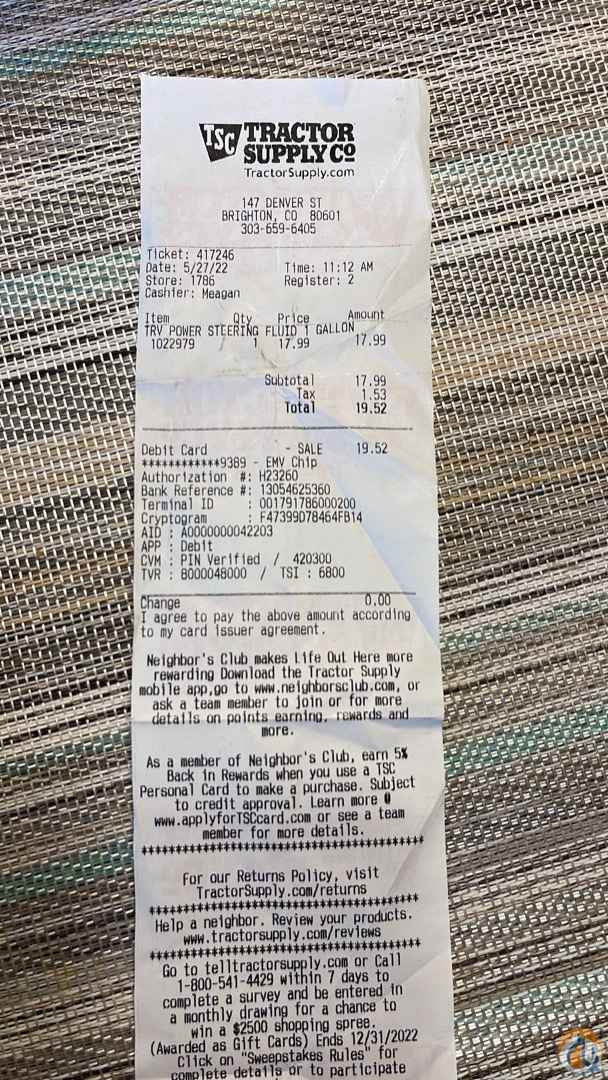 TSC TRACTOR
SUPPLY CO
TractorSupply.com
147 DENVER ST
BRIGHTON, CO 80601
303-659-6405
Ticket: 417246
Date: 5/27/22 Time: 11:12 AM
Store: 1786 Register: 2
Cashier: Meagan
Item Qty Price Amount
TRV POWER STEERING FLUID 1 GALLON
1022979 1 17.99 17.99
Subtotal 17.99
Tax 1.53
Total 19.52
Debit Card - SALE 19.52
************9389 - EMV Chip
Authorization #: H23260
Bank Reference #: 13054625360
Terminal ID : 001791786000200
Cryptogram : F47399D78464FB14
AID : A0000000042203
APP : Debit
CVM : PIN Verified / 420300
TVR : 8000048000 / TSI : 6800
Change 0.00
I agree to pay the above amount according
to my card issuer agreement.
Neighbor's Club makes Life Out Here more
rewarding Download the Tractor Supply
mobile app,go to www.neighborsclub.com, or
ask a team member to join or for more
details on points earning, rewards and
more.
As a member of Neighbor's Club, earn 5%
Back in Rewards when you use a TSC
Personal Card to make a purchase. Subject
to credit approval. Learn more @
www.applyforTSCcard.com or see a team
member for more details.
******************************************
For our Returns Policy, visit
TractorSupply.com/returns
******************************************
Help a neighbor. Review your products.
www.tractorsupply.com/reviews
******************************************
Go to telltractorsupply.com or Call
1-800-541-4429 within 7 days to
complete a survey and be entered in
a monthly drawing for a chance to
win a $2500 shopping spree.
(Awarded as Gift Cards) Ends 12/31/2022
Click on "Sweepstakes Rules" for
complete details or to participate